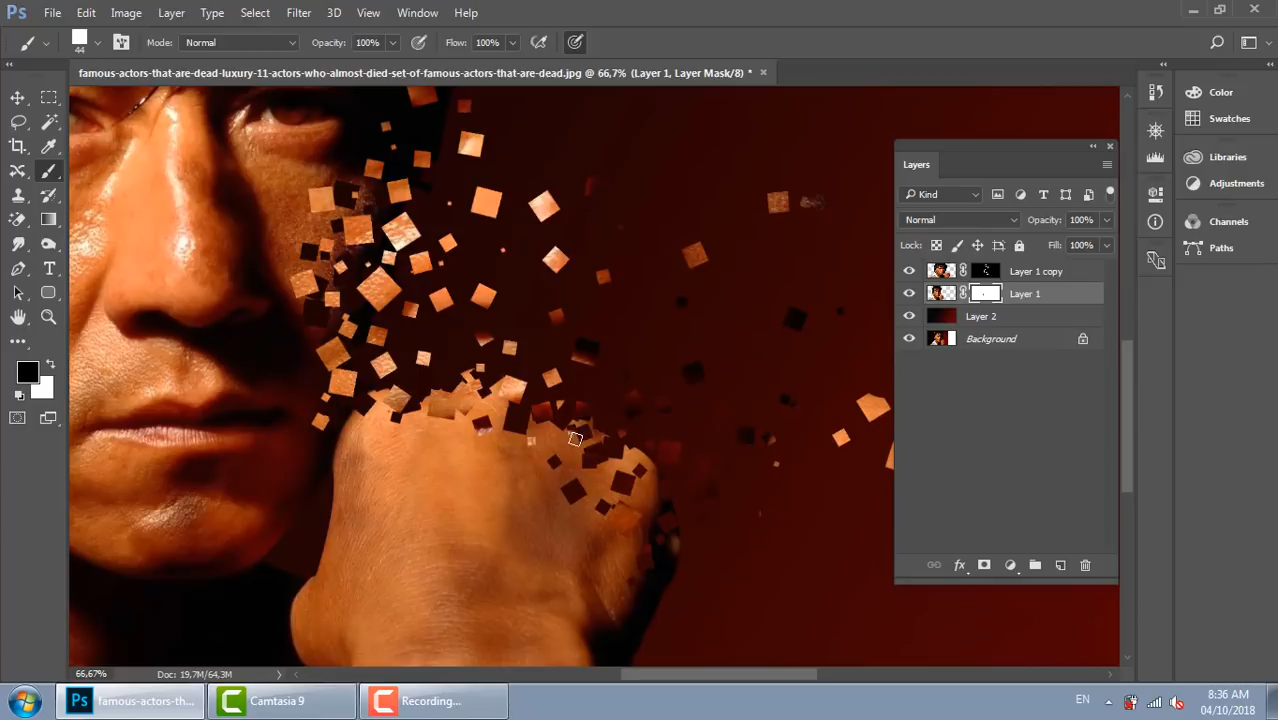 Ps File Edit Image Layer Type Select Filter 3D View Window Help
44 Mode: Normal Opacity: 100% Flow: 100%
famous-actors-that-are-dead-luxury-11-actors-who-almost-died-set-of-famous-actors-that-are-dead.jpg @ 66,7% (Layer 1, Layer Mask/8) *
Color
Swatches
Libraries
Adjustments
Channels
Paths
Layers
Kind
Normal Opacity: 100%
Lock: Fill: 100%
Layer 1 copy
Layer 1
Layer 2
Background
fx
66,67% Doc: 19,7M/64,3M
Ps famous-actors-th... Camtasia 9 Recording... EN 8:36 AM
04/10/2018